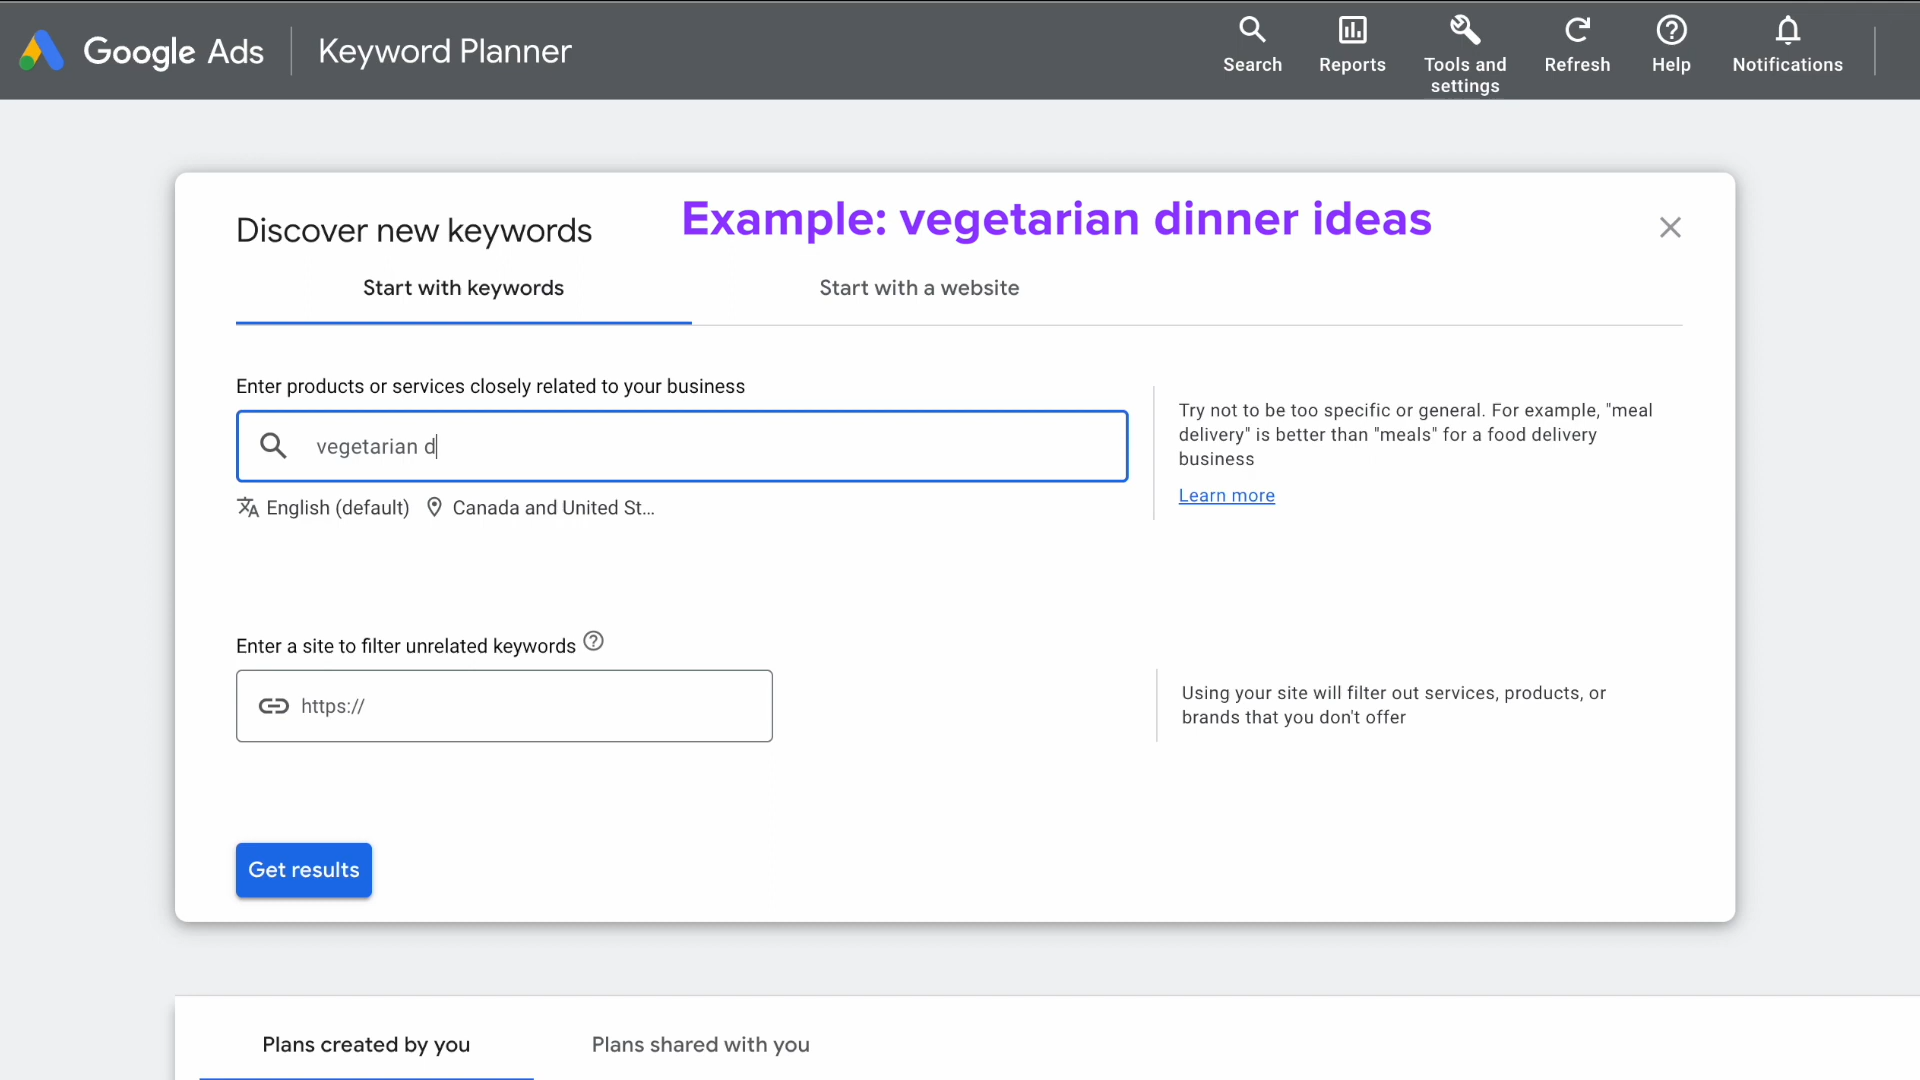 Google Ads Keyword Planner
Search Reports Tools and settings Refresh Help Notifications
Discover new keywords
Example: vegetarian dinner ideas
Start with keywords Start with a website
Enter products or services closely related to your business
vegetarian d
English (default) Canada and United St...
Try not to be too specific or general. For example, "meal
delivery" is better than "meals" for a food delivery
business
Learn more
Enter a site to filter unrelated keywords
https://
Using your site will filter out services, products, or
brands that you don't offer
Get results
Plans created by you Plans shared with you